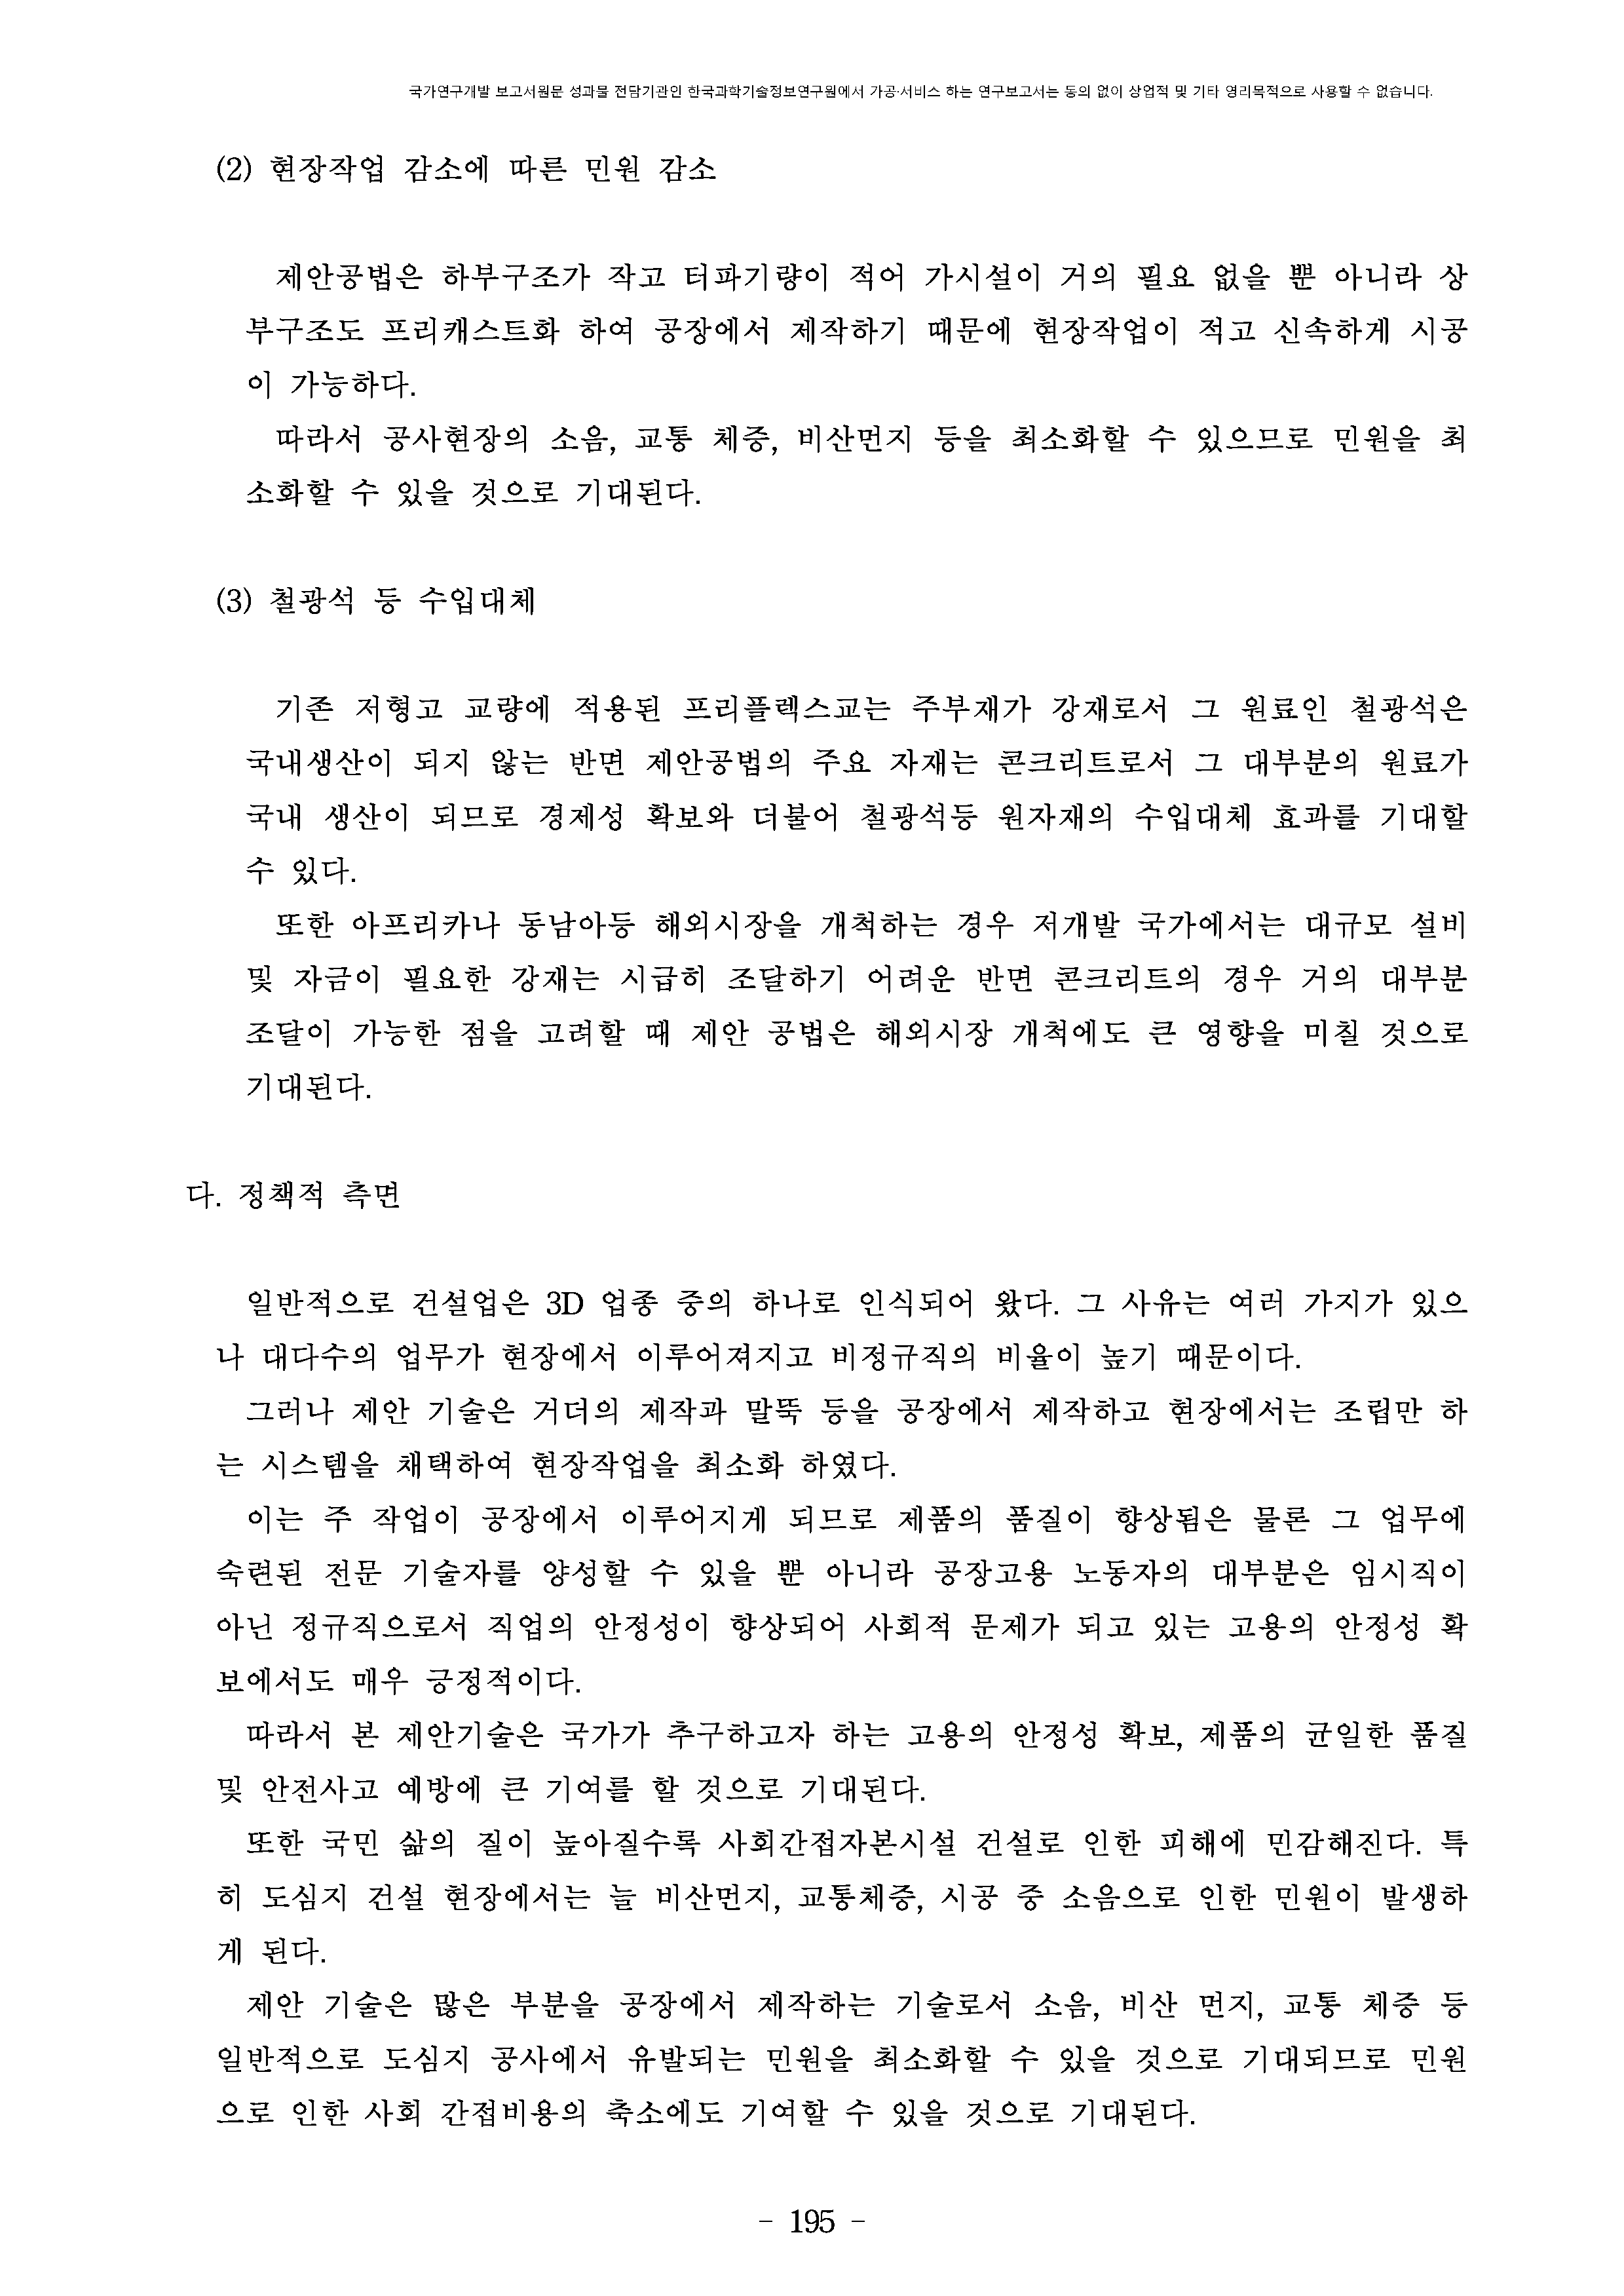 국가연구개발 보고서원문 성과물 전담기관인 한국과학기술정보연구원에서 가공·서비스 하는 연구보고서는 동의 없이 상업적 및 기타 영리목적으로 사용할 수 없습니다.
(2) 현장작업 감소에 따른 민원 감소
제안공법은 하부구조가 작고 터파기량이 적어 가시설이 거의 필요 없을 뿐 아니라 상
부구조도 프리캐스트화 하여 공장에서 제작하기 때문에 현장작업이 적고 신속하게 시공
이 가능하다.
따라서 공사현장의 소음, 교통 체증, 비산먼지 등을 최소화할 수 있으므로 민원을 최
소화할 수 있을 것으로 기대된다.
(3) 철광석 등 수입대체
기존 저형고 교량에 적용된 프리플렉스교는 주부재가 강재로서 그 원료인 철광석은
국내생산이 되지 않는 반면 제안공법의 주요 자재는 콘크리트로서 그 대부분의 원료가
국내 생산이 되므로 경제성 확보와 더불어 철광석등 원자재의 수입대체 효과를 기대할
수 있다.
또한 아프리카나 동남아등 해외시장을 개척하는 경우 저개발 국가에서는 대규모 설비
및 자금이 필요한 강재는 시급히 조달하기 어려운 반면 콘크리트의 경우 거의 대부분
조달이 가능한 점을 고려할 때 제안 공법은 해외시장 개척에도 큰 영향을 미칠 것으로
기대된다.
다. 정책적 측면
일반적으로 건설업은 3D 업종 중의 하나로 인식되어 왔다. 그 사유는 여러 가지가 있으
나 대다수의 업무가 현장에서 이루어져지고 비정규직의 비율이 높기 때문이다.
그러나 제안 기술은 거더의 제작과 말뚝 등을 공장에서 제작하고 현장에서는 조립만 하
는 시스템을 채택하여 현장작업을 최소화 하였다.
이는 주 작업이 공장에서 이루어지게 되므로 제품의 품질이 향상됨은 물론 그 업무에
숙련된 전문 기술자를 양성할 수 있을 뿐 아니라 공장고용 노동자의 대부분은 임시직이
아닌 정규직으로서 직업의 안정성이 향상되어 사회적 문제가 되고 있는 고용의 안정성 확
보에서도 매우 긍정적이다.
따라서 본 제안기술은 국가가 추구하고자 하는 고용의 안정성 확보, 제품의 균일한 품질
및 안전사고 예방에 큰 기여를 할 것으로 기대된다.
또한 국민 삶의 질이 높아질수록 사회간접자본시설 건설로 인한 피해에 민감해진다. 특
히 도심지 건설 현장에서는 늘 비산먼지, 교통체증, 시공 중 소음으로 인한 민원이 발생하
게 된다.
제안 기술은 많은 부분을 공장에서 제작하는 기술로서 소음, 비산 먼지, 교통 체증 등
일반적으로 도심지 공사에서 유발되는 민원을 최소화할 수 있을 것으로 기대되므로 민원
으로 인한 사회 간접비용의 축소에도 기여할 수 있을 것으로 기대된다.
- 195 -